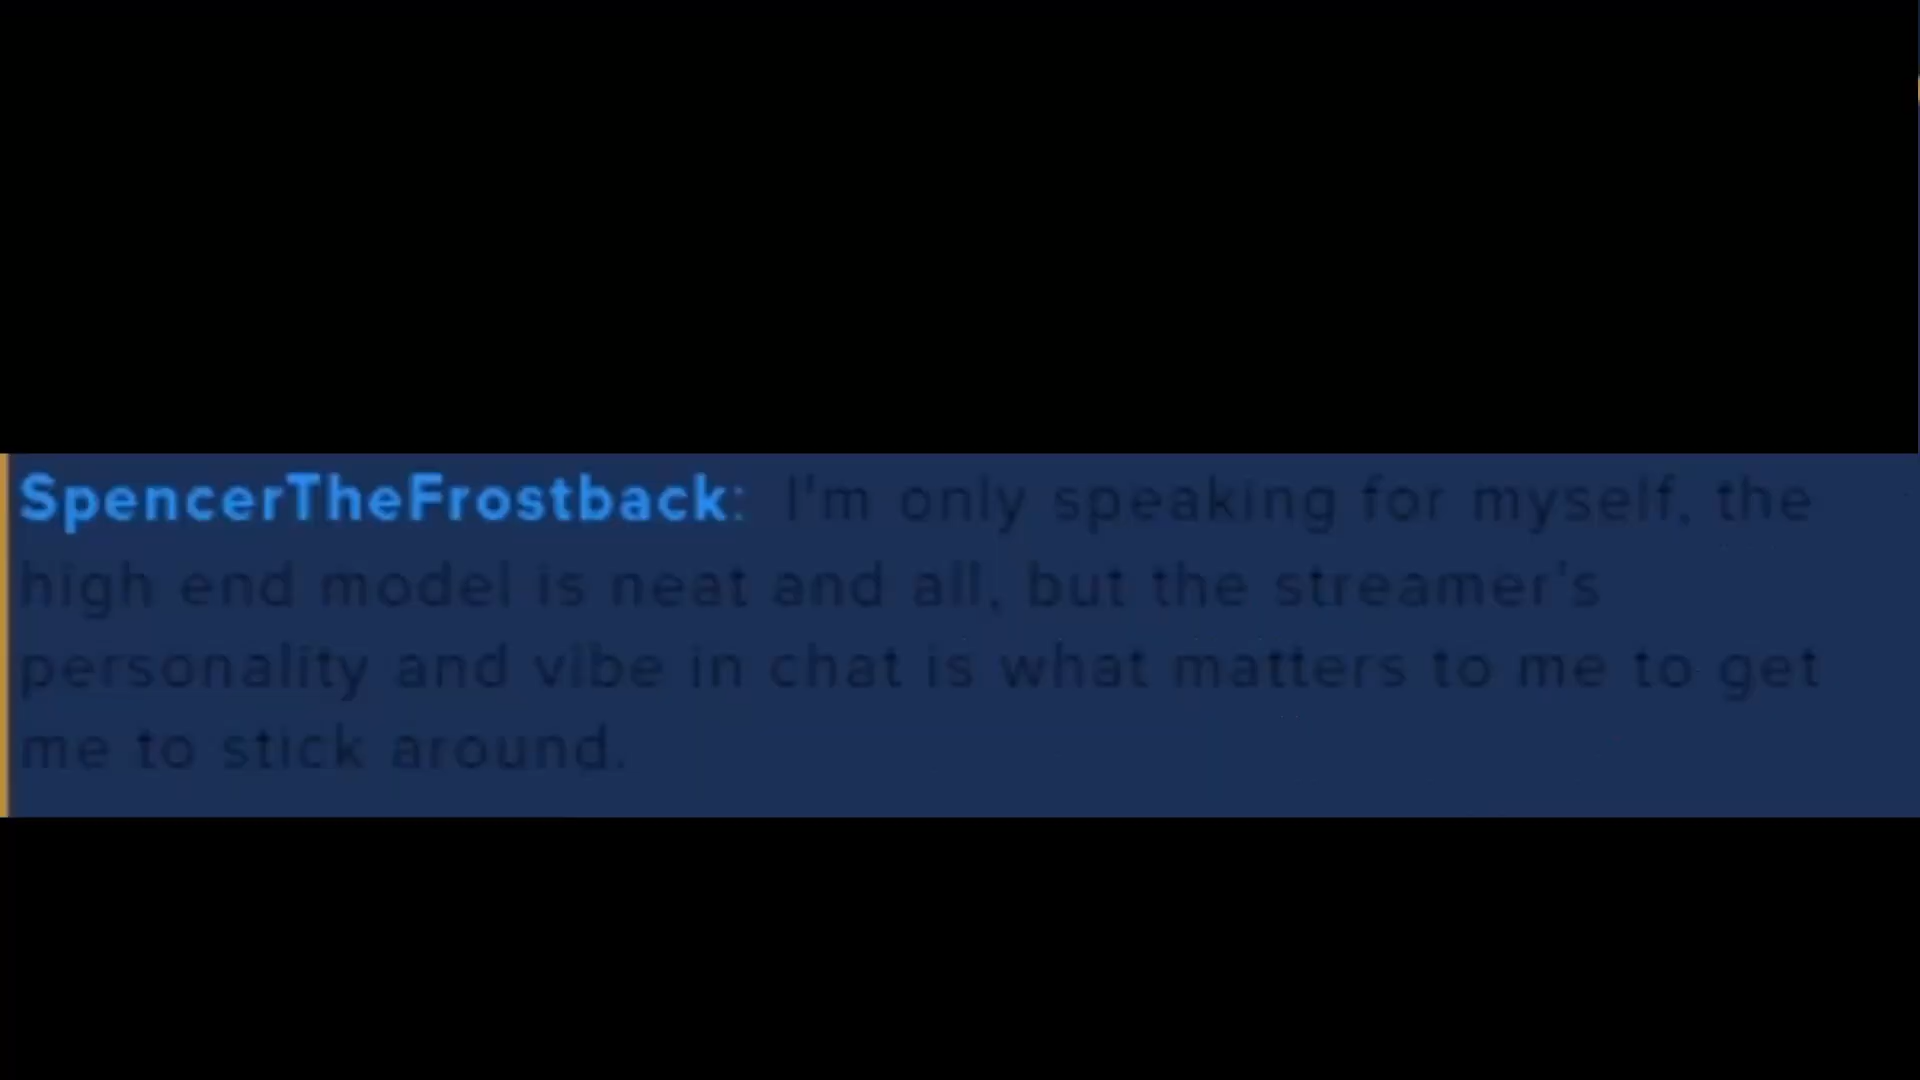 SpencerTheFrostback: I'm only speaking for myself, the
high end model is neat and all, but the streamer's
personality and vibe in chat is what matters to me to get
me to stick around.